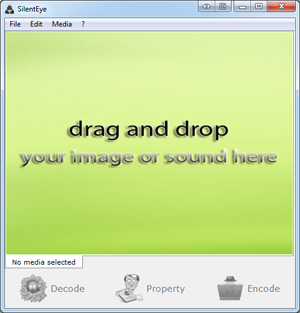 SilentEye
File Edit Media ?
drag and drop
your image or sound here
No media selected
Decode Property Encode